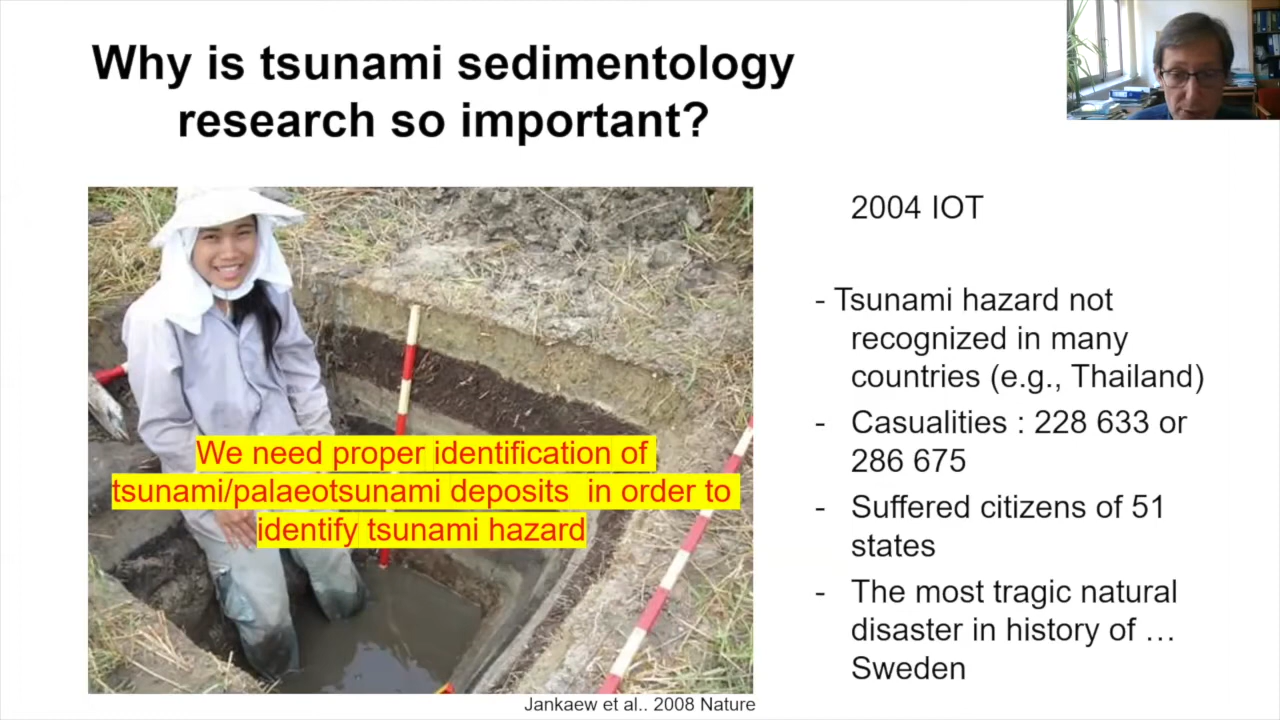 Why is tsunami sedimentology
research so important?
2004 IOT
- Tsunami hazard not
recognized in many
countries (e.g., Thailand)
- Casualities : 228 633 or
286 675
- Suffered citizens of 51
states
- The most tragic natural
disaster in history of …
Sweden
We need proper identification of
tsunami/palaeotsunami deposits in order to
identify tsunami hazard
Jankaew et al.. 2008 Nature